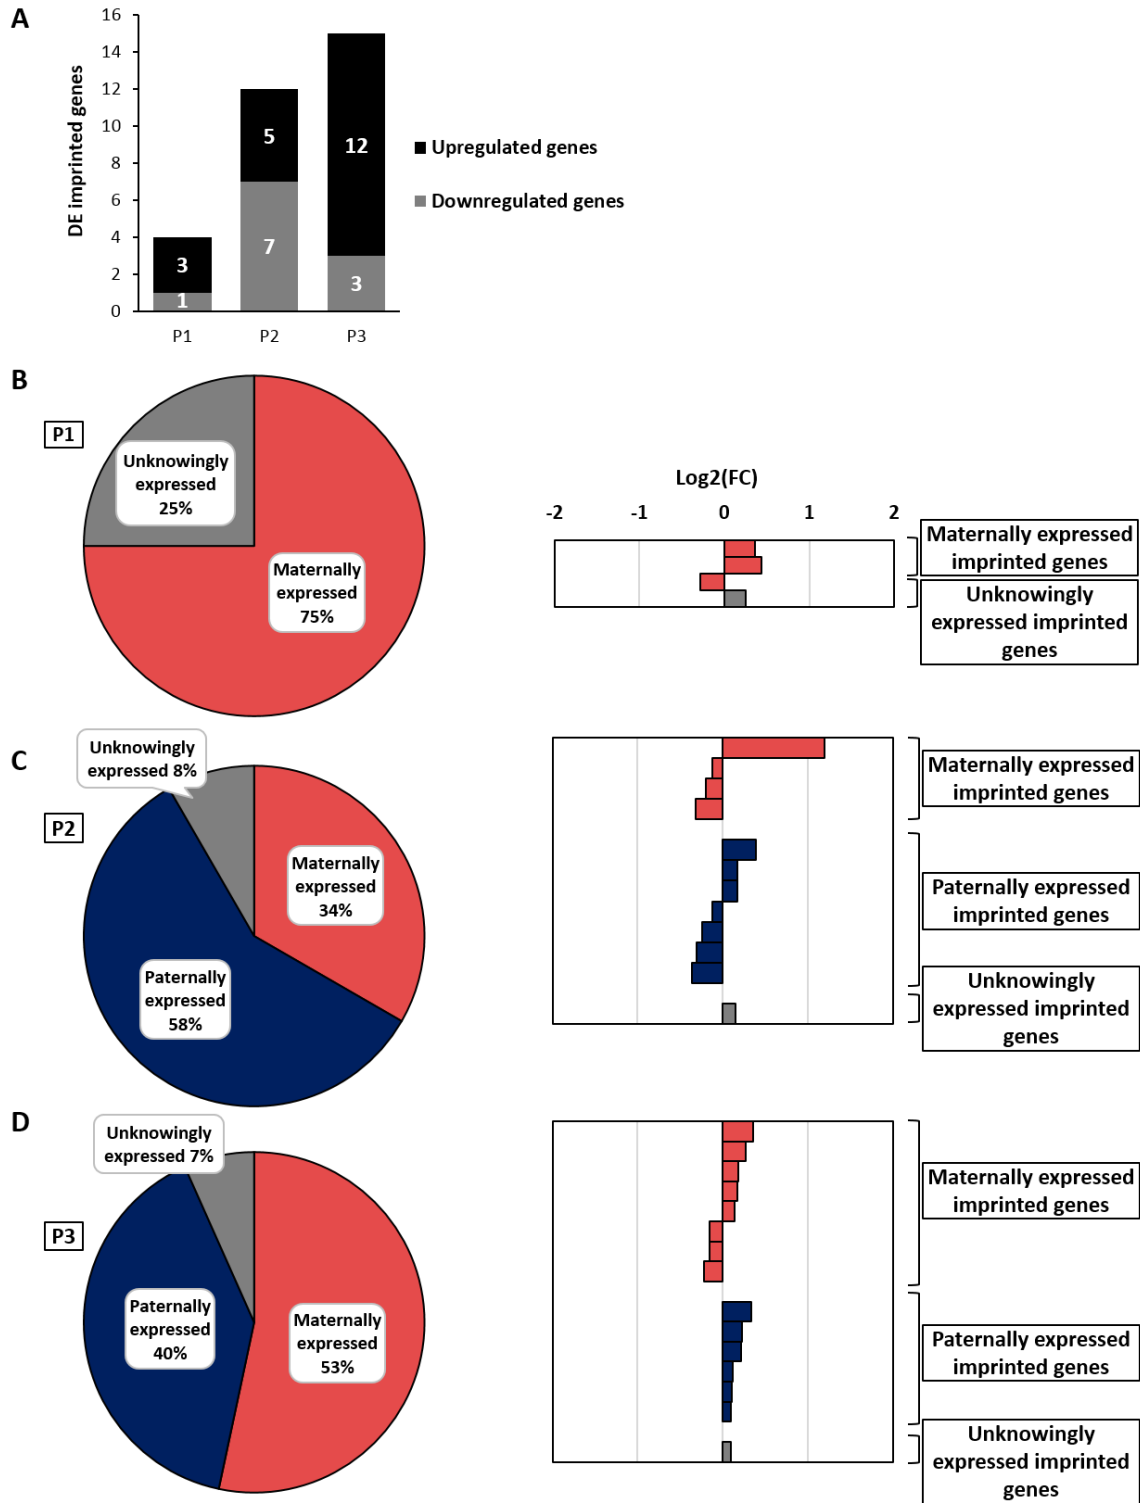 A
16
14
12
10
8
6
4
2
0
DE imprinted genes
3
1
5
7
12
3
P1
P2
P3
Upregulated genes
Downregulated genes
B
P1
Unknowingly
expressed
25%
Maternally
expressed
75%
Log2(FC)
-2 -1 0 1 2
Maternally expressed
imprinted genes
Unknowingly
expressed imprinted
genes
C
P2
Unknowingly
expressed 8%
Maternally
expressed
34%
Paternally
expressed
58%
Maternally expressed
imprinted genes
Paternally expressed
imprinted genes
Unknowingly
expressed imprinted
genes
D
P3
Unknowingly
expressed 7%
Paternally
expressed
40%
Maternally
expressed
53%
Maternally expressed
imprinted genes
Paternally expressed
imprinted genes
Unknowingly
expressed imprinted
genes